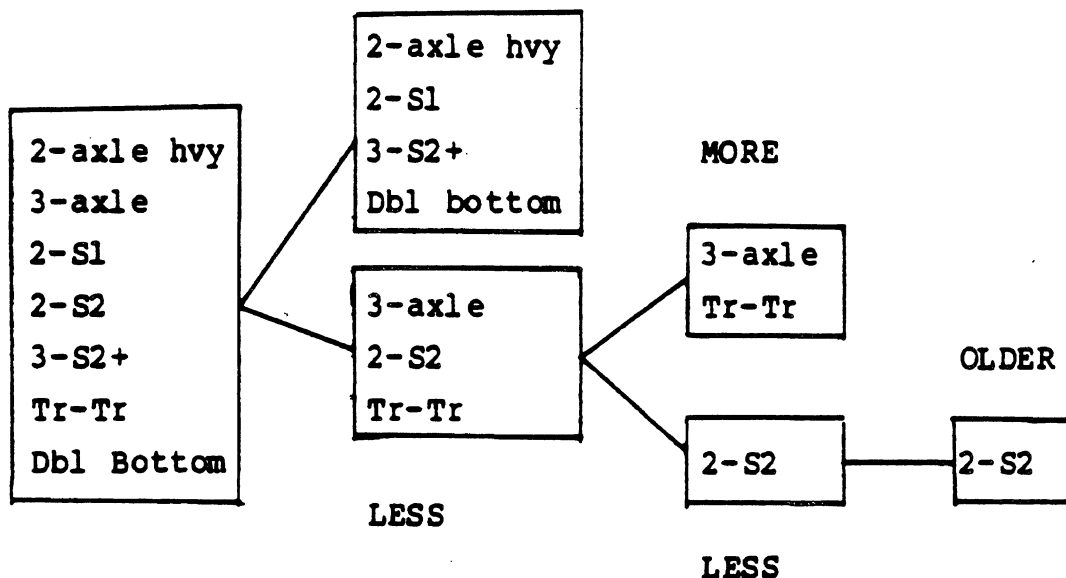 2-axle hvy
3-axle
2-S1
2-S2
3-S2+
Tr-Tr
Dbl Bottom
2-axle hvy
2-S1
3-S2+
Dbl bottom
3-axle
2-S2
Tr-Tr
LESS
MORE
3-axle
Tr-Tr
2-S2
LESS
OLDER
2-S2